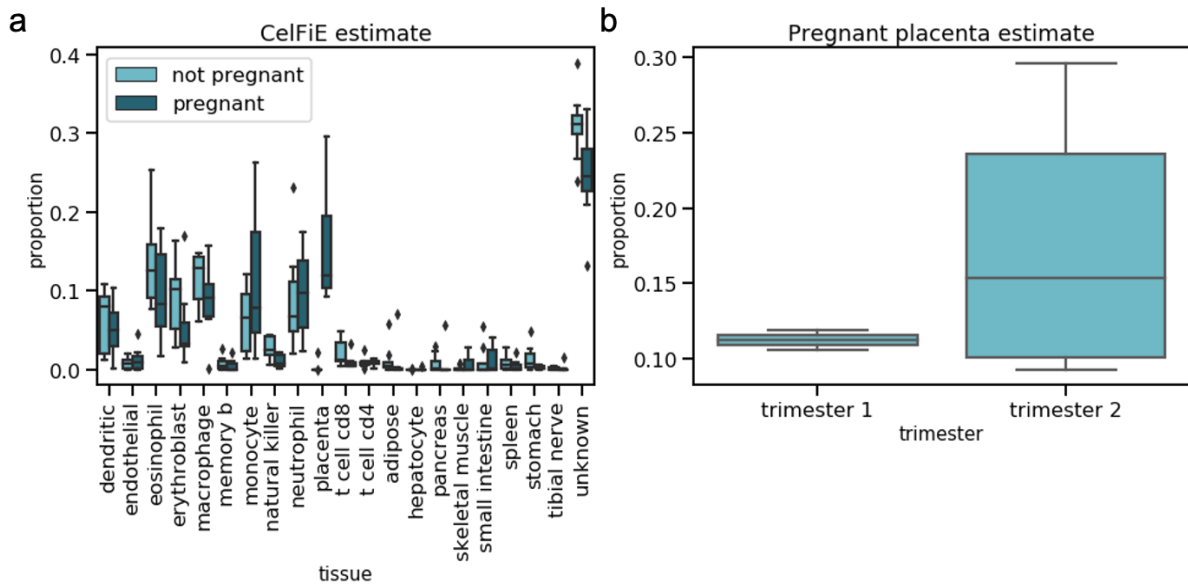 a
CelFiE estimate
not pregnant
pregnant
0.4
0.3
0.2
0.1
0.0
proportion
dendritic
endothelial
eosinophil
erythroblast
macrophage
memory b
monocyte
natural killer
neutrophil
placenta
t cell cd8
t cell cd4
adipose
hepatocyte
pancreas
skeletal muscle
small intestine
spleen
stomach
tibial nerve
unknown
tissue
b
Pregnant placenta estimate
0.30
0.25
0.20
0.15
0.10
proportion
trimester 1
trimester 2
trimester